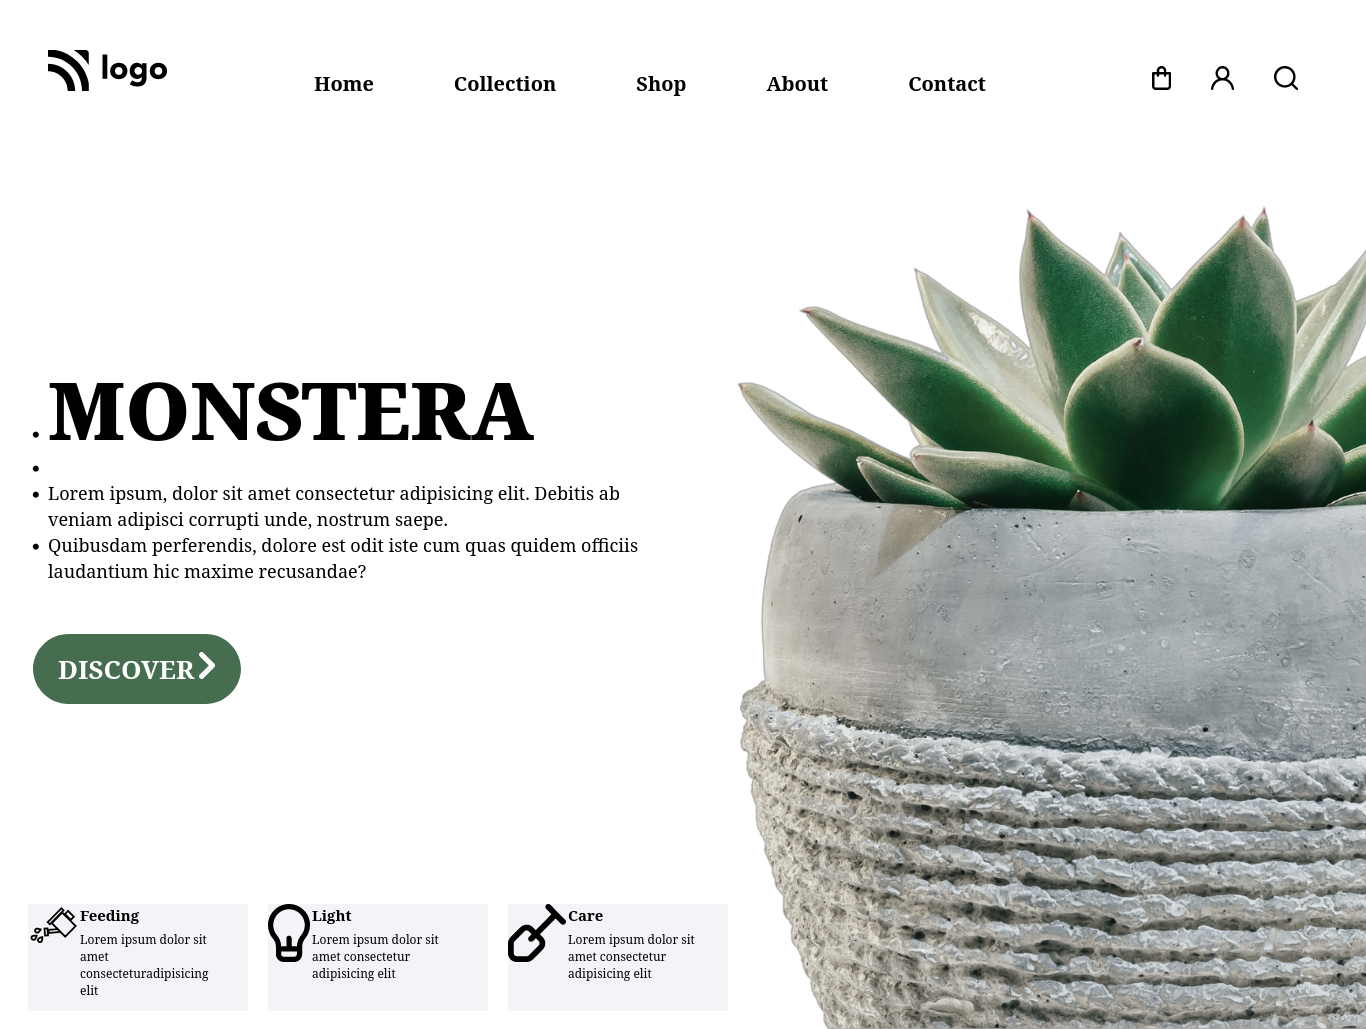 logo
Home Collection Shop About Contact
MONSTERA
Lorem ipsum, dolor sit amet consectetur adipisicing elit. Debitis ab
veniam adipisci corrupti unde, nostrum saepe.
Quibusdam perferendis, dolore est odit iste cum quas quidem officiis
laudantium hic maxime recusandae?
DISCOVER
Feeding
Lorem ipsum dolor sit
amet
consecteturadipisicing
elit
Light
Lorem ipsum dolor sit
amet consectetur
adipisicing elit
Care
Lorem ipsum dolor sit
amet consectetur
adipisicing elit